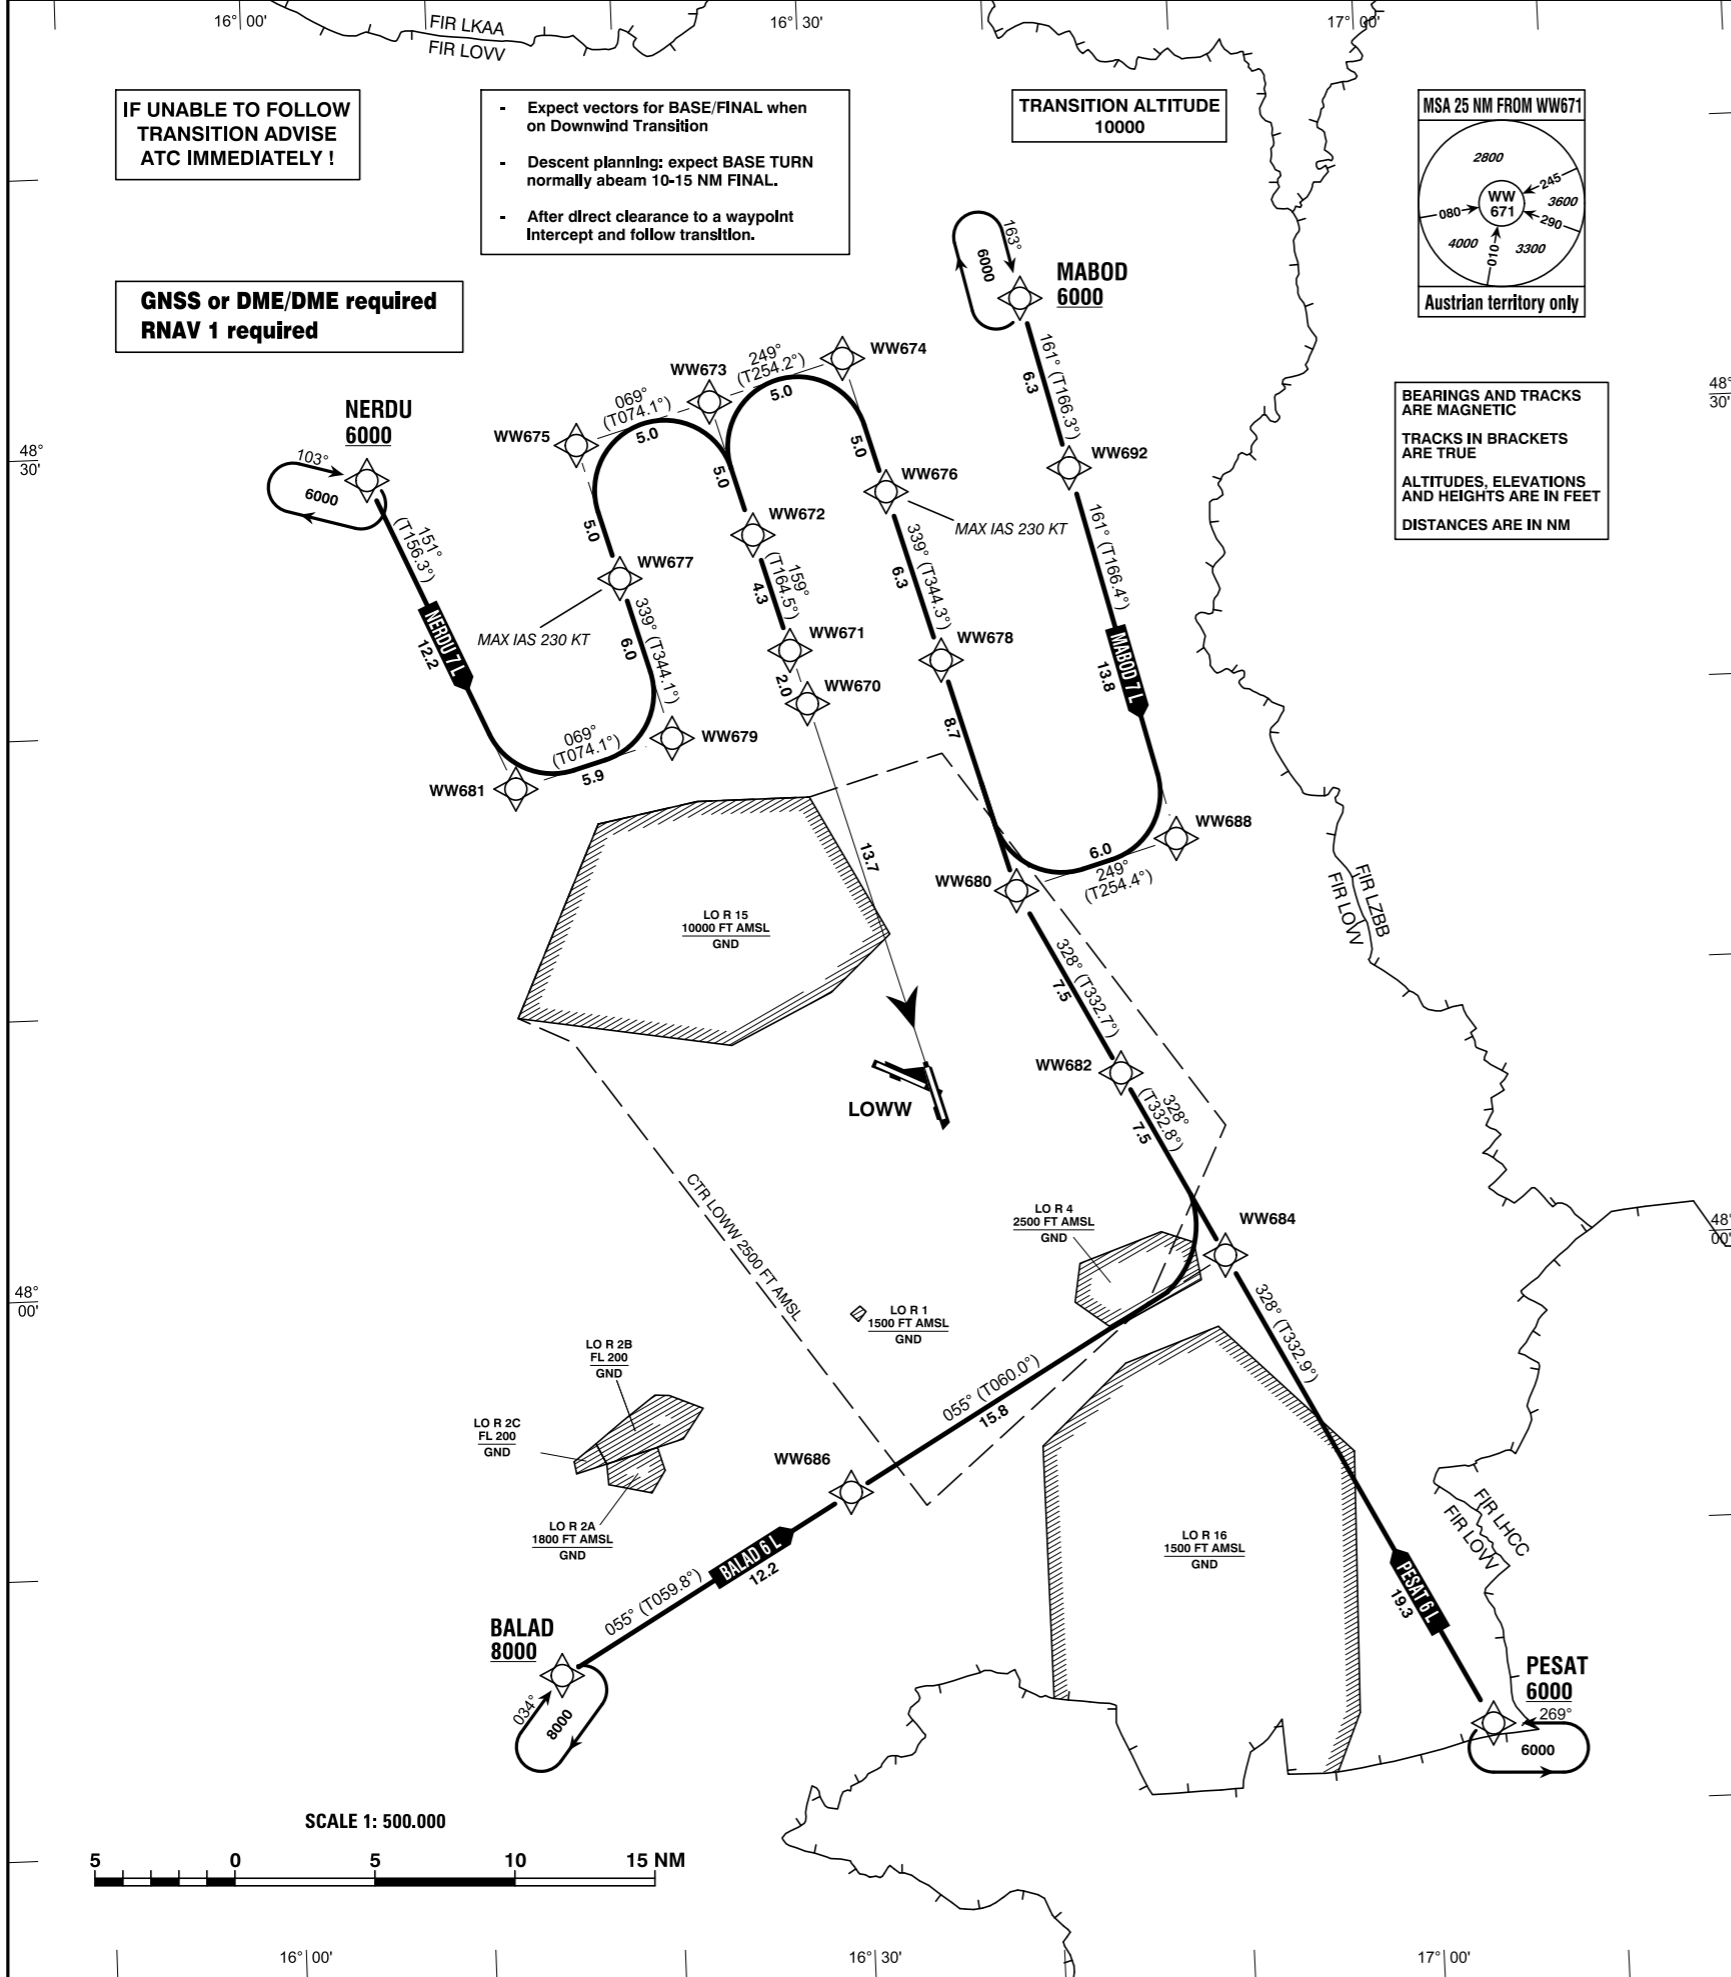 16° 00'
16° 30'
17° 00'
FIR LKAA
FIR LOVV
IF UNABLE TO FOLLOW
TRANSITION ADVISE
ATC IMMEDIATELY !
- Expect vectors for BASE/FINAL when
on Downwind Transition
- Descent planning: expect BASE TURN
normally abeam 10-15 NM FINAL.
- After direct clearance to a waypoint
intercept and follow transition.
TRANSITION ALTITUDE
10000
MSA 25 NM FROM WW671
2800
245
3600
WW
671
080
290
4000
010
3300
Austrian territory only
GNSS or DME/DME required
RNAV 1 required
163°
6000
MABOD
6000
161° (T166.3°)
6.3
WW674
249°
(T254.2°)
5.0
WW673
069°
(T074.1°)
5.0
WW675
NERDU
6000
103°
6000
48°
30'
48°
30'
BEARINGS AND TRACKS
ARE MAGNETIC
TRACKS IN BRACKETS
ARE TRUE
ALTITUDES, ELEVATIONS
AND HEIGHTS ARE IN FEET
DISTANCES ARE IN NM
WW692
5.0
WW676
MAX IAS 230 KT
5.0
WW672
5.0
WW677
MAX IAS 230 KT
151°
(T156.3°)
NERDU 7 L
12.2
159°
(T164.5°)
4.3
339° (T344.3°)
6.3
161° (T166.4°)
MABOD 7 L
13.8
339° (T344.1°)
6.0
WW671
WW678
2.0
WW670
8.7
WW679
069°
(T074.1°)
5.9
WW681
13.7
WW688
6.0
249°
(T254.4°)
WW680
LO R 15
10000 FT AMSL
GND
FIR LZBB
FIR LOVV
328° (T332.7°)
7.5
WW682
LOWW
328°
(T332.8°)
7.5
CTR LOWW 2500 FT AMSL
LO R 4
2500 FT AMSL
GND
WW684
48°
00'
48°
00'
LO R 1
1500 FT AMSL
GND
328° (T332.9°)
LO R 2B
FL 200
GND
LO R 2C
FL 200
GND
LO R 2A
1800 FT AMSL
GND
055° (T060.0°)
15.8
WW686
LO R 16
1500 FT AMSL
GND
FIR LHCC
FIR LOVV
BALAD 6 L
12.2
055° (T059.8°)
PESAT 6 L
19.3
BALAD
8000
034°
8000
PESAT
6000
269°
6000
SCALE 1: 500.000
5 0 5 10 15 NM
16° 00'
16° 30'
17° 00'